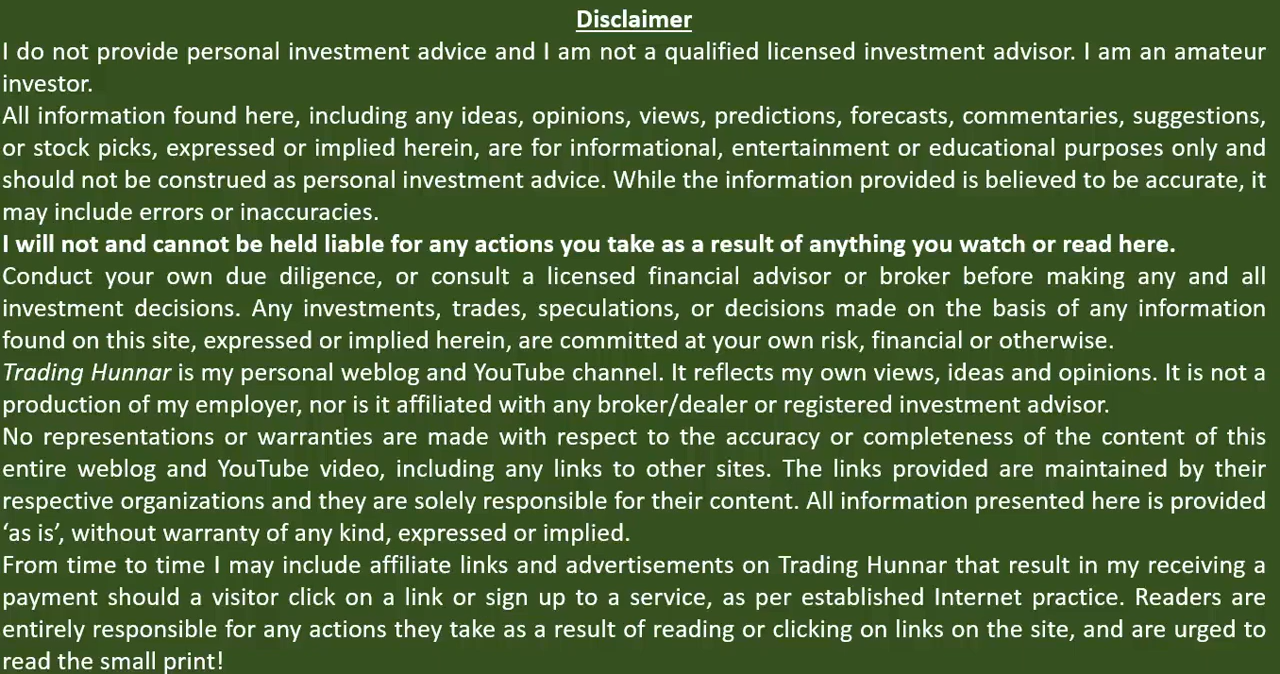 Disclaimer
I do not provide personal investment advice and I am not a qualified licensed investment advisor. I am an amateur
investor.
All information found here, including any ideas, opinions, views, predictions, forecasts, commentaries, suggestions,
or stock picks, expressed or implied herein, are for informational, entertainment or educational purposes only and
should not be construed as personal investment advice. While the information provided is believed to be accurate, it
may include errors or inaccuracies.
I will not and cannot be held liable for any actions you take as a result of anything you watch or read here.
Conduct your own due diligence, or consult a licensed financial advisor or broker before making any and all
investment decisions. Any investments, trades, speculations, or decisions made on the basis of any information
found on this site, expressed or implied herein, are committed at your own risk, financial or otherwise.
Trading Hunnar is my personal weblog and YouTube channel. It reflects my own views, ideas and opinions. It is not a
production of my employer, nor is it affiliated with any broker/dealer or registered investment advisor.
No representations or warranties are made with respect to the accuracy or completeness of the content of this
entire weblog and YouTube video, including any links to other sites. The links provided are maintained by their
respective organizations and they are solely responsible for their content. All information presented here is provided
‘as is’, without warranty of any kind, expressed or implied.
From time to time I may include affiliate links and advertisements on Trading Hunnar that result in my receiving a
payment should a visitor click on a link or sign up to a service, as per established Internet practice. Readers are
entirely responsible for any actions they take as a result of reading or clicking on links on the site, and are urged to
read the small print!